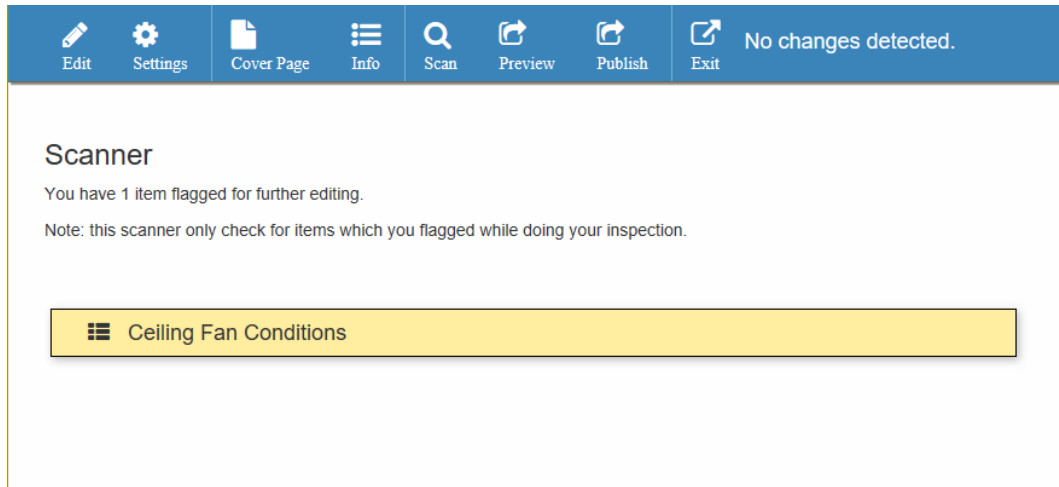 Edit Settings Cover Page Info Scan Preview Publish Exit No changes detected.
Scanner
You have 1 item flagged for further editing.
Note: this scanner only check for items which you flagged while doing your inspection.
Ceiling Fan Conditions